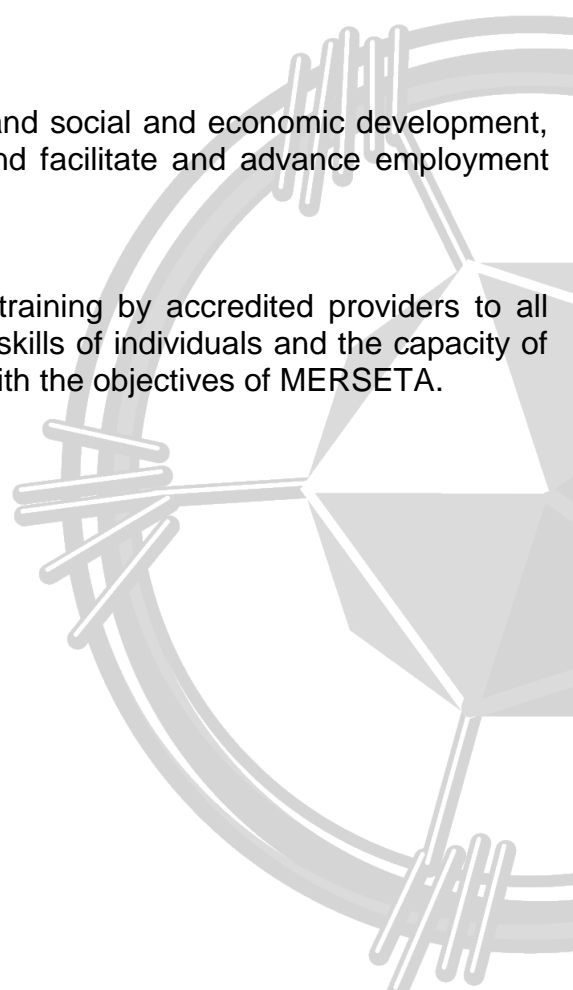 and social and economic development,
nd facilitate and advance employment
training by accredited providers to all
skills of individuals and the capacity of
ith the objectives of MERSETA.